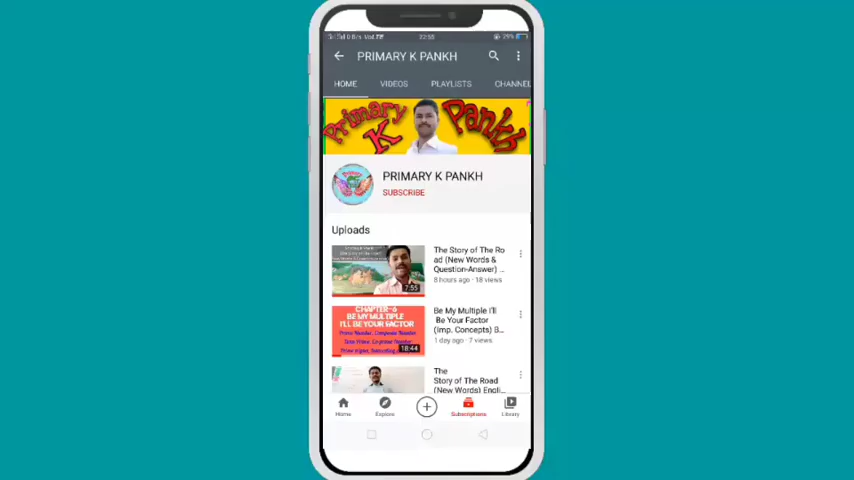 22:55
29%
PRIMARY K PANKH
HOME VIDEOS PLAYLISTS CHANNEL
Primary K Pankh
PRIMARY K PANKH
SUBSCRIBE
Uploads
The Story of The Ro
ad (New Words &
Question-Answer) ...
8 hours ago · 18 views
7:55
CHAPTER-6
BE MY MULTIPLE
I'LL BE YOUR FACTOR
18:44
Be My Multiple I'll
Be Your Factor
(Imp. Concepts) B...
1 day ago · 7 views
The
Story of The Road
(New Words) Engli...
Home Explore Subscriptions Library